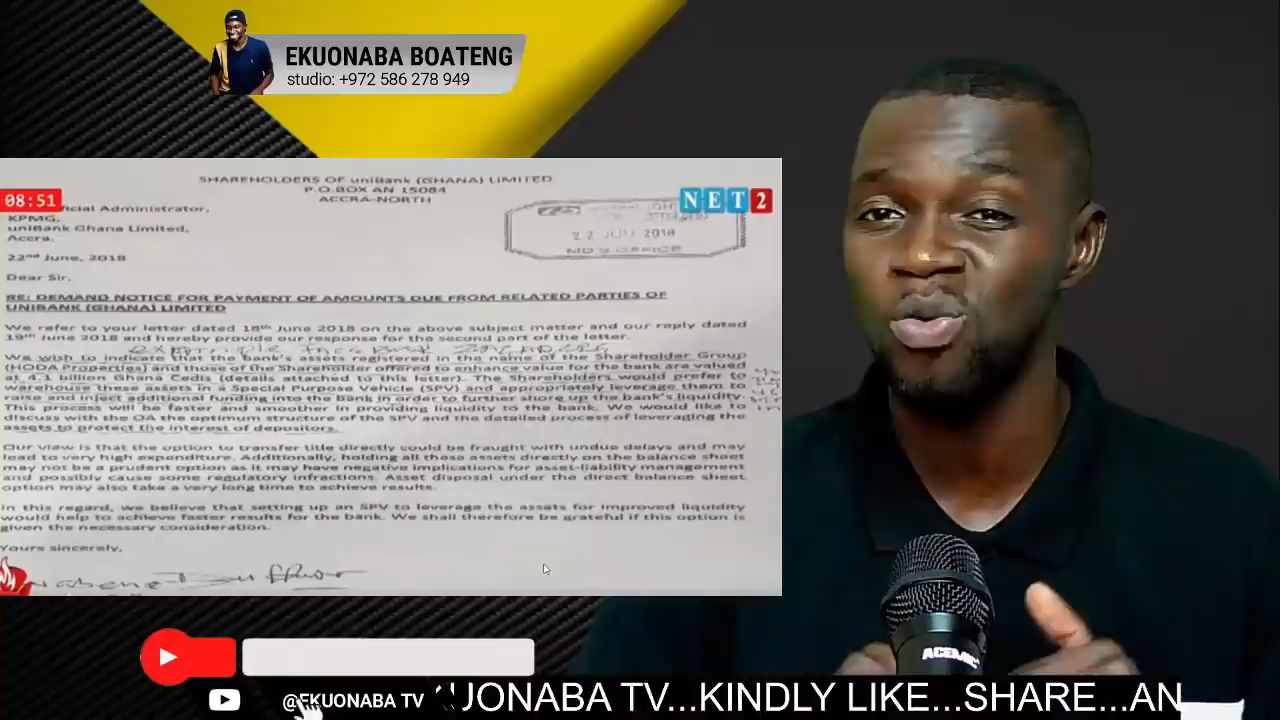 EKUONABA BOATENG
studio: +972 586 278 949
08:51
NET2
SHAREHOLDERS OF uniBank (GHANA) LIMITED
P.O.BOX AN 15084
ACCRA-NORTH
icial Administrator,
KPMG,
uniBank Ghana Limited,
Accra.
22 JUN 2018
MD'S OFFICE
22nd June, 2018
Dear Sir,
RE: DEMAND NOTICE FOR PAYMENT OF AMOUNTS DUE FROM RELATED PARTIES OF
UNIBANK (GHANA) LIMITED
We refer to your letter dated 18th June 2018 on the above subject matter and our reply dated
19th June 2018 and hereby provide our response for the second part of the letter.
We wish to indicate that the bank's assets registered in the name of the Shareholder Group
(HODA Properties) and those of the Shareholder offered to enhance value for the bank are valued
at 4.1 billion Ghana Cedis (details attached to this letter). The Shareholders would prefer to
warehouse these assets in a Special Purpose Vehicle (SPV) and appropriately leverage them to
raise and inject additional funding into the bank in order to further shore up the bank's liquidity.
This process will be faster and smoother in providing liquidity to the bank. We would like to
discuss with the OA the optimum structure of the SPV and the detailed process of leveraging the
assets to protect the interest of depositors.
Our view is that the option to transfer title directly could be fraught with undue delays and may
lead to very high expenditure. Additionally, holding all these assets directly on the balance sheet
may not be a prudent option as it may have negative implications for asset-liability management
and possibly cause some regulatory infractions. Asset disposal under the direct balance sheet
option may also take a very long time to achieve results.
In this regard, we believe that setting up an SPV to leverage the assets for improved liquidity
would help to achieve faster results for the bank. We shall therefore be grateful if this option is
given the necessary consideration.
Yours sincerely,
ACEMIC
@EKUONABA TV
UONABA TV...KINDLY LIKE...SHARE...AN